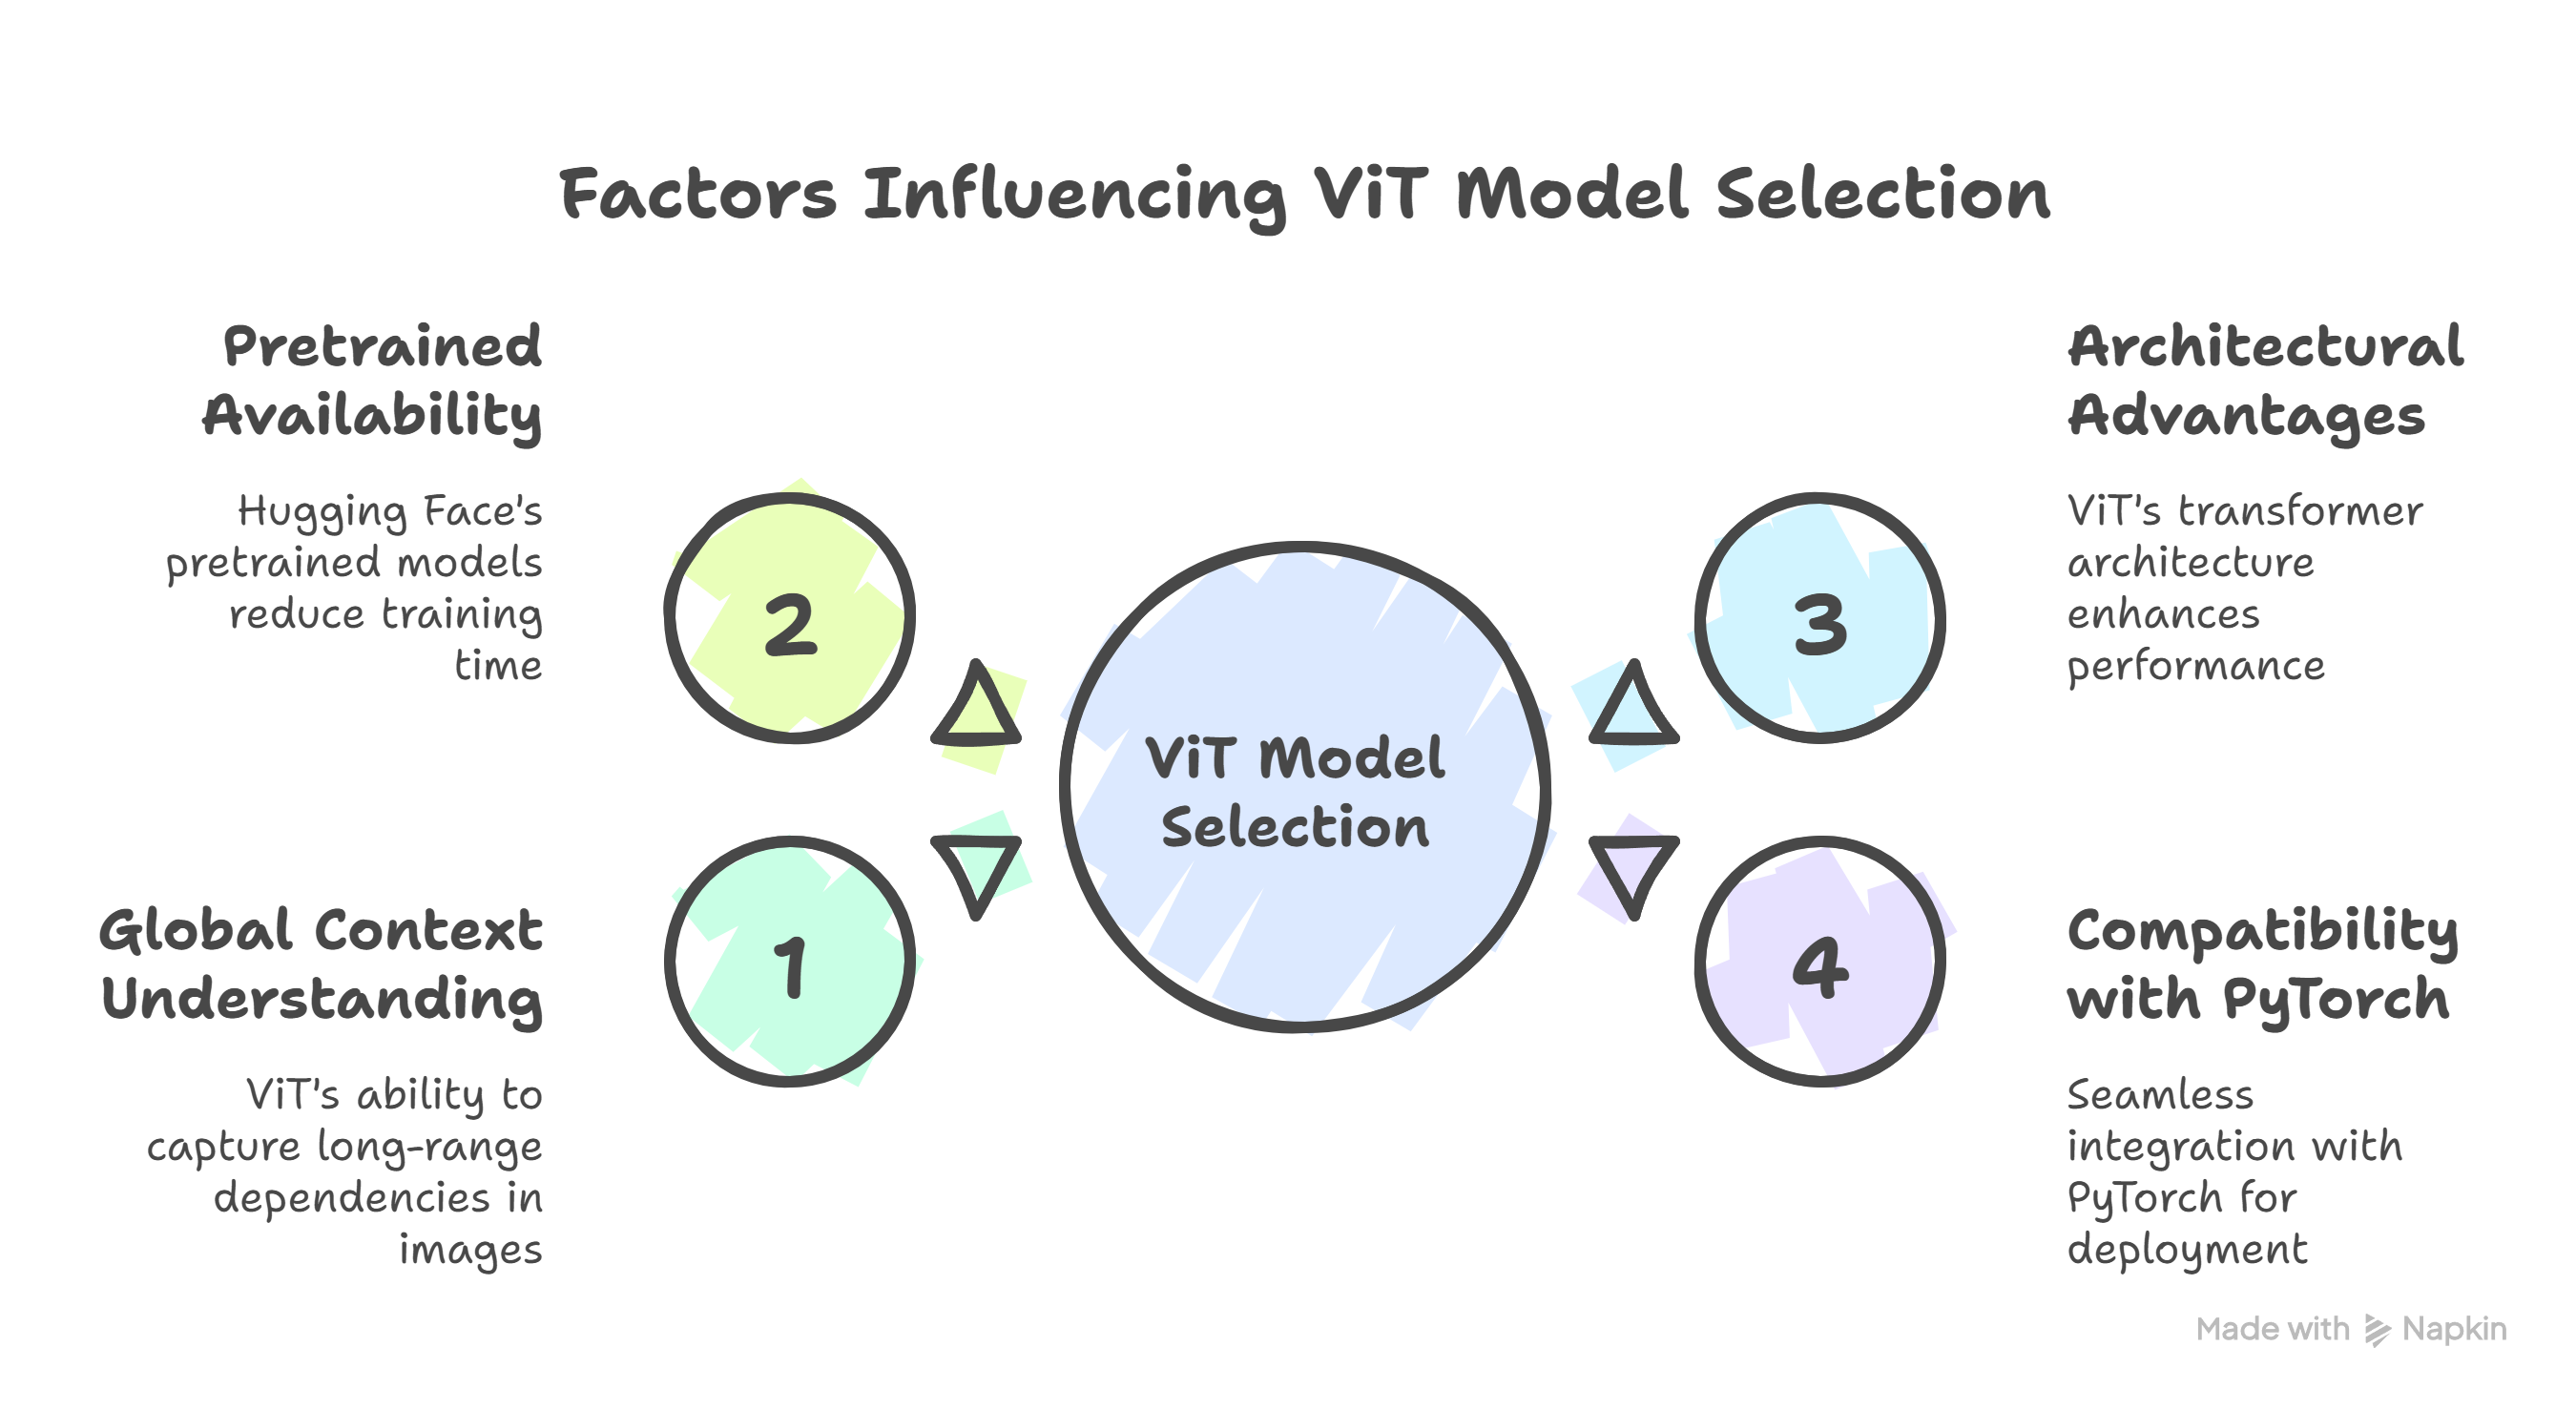 Factors Influencing ViT Model Selection
Pretrained
Availability
Hugging Face's
pretrained models
reduce training
time
2
Architectural
Advantages
ViT's transformer
architecture
enhances
performance
3
ViT Model
Selection
Global Context
Understanding
ViT's ability to
capture long-range
dependencies in
images
1
Compatibility
with PyTorch
Seamless
integration with
PyTorch for
deployment
4
Made with Napkin